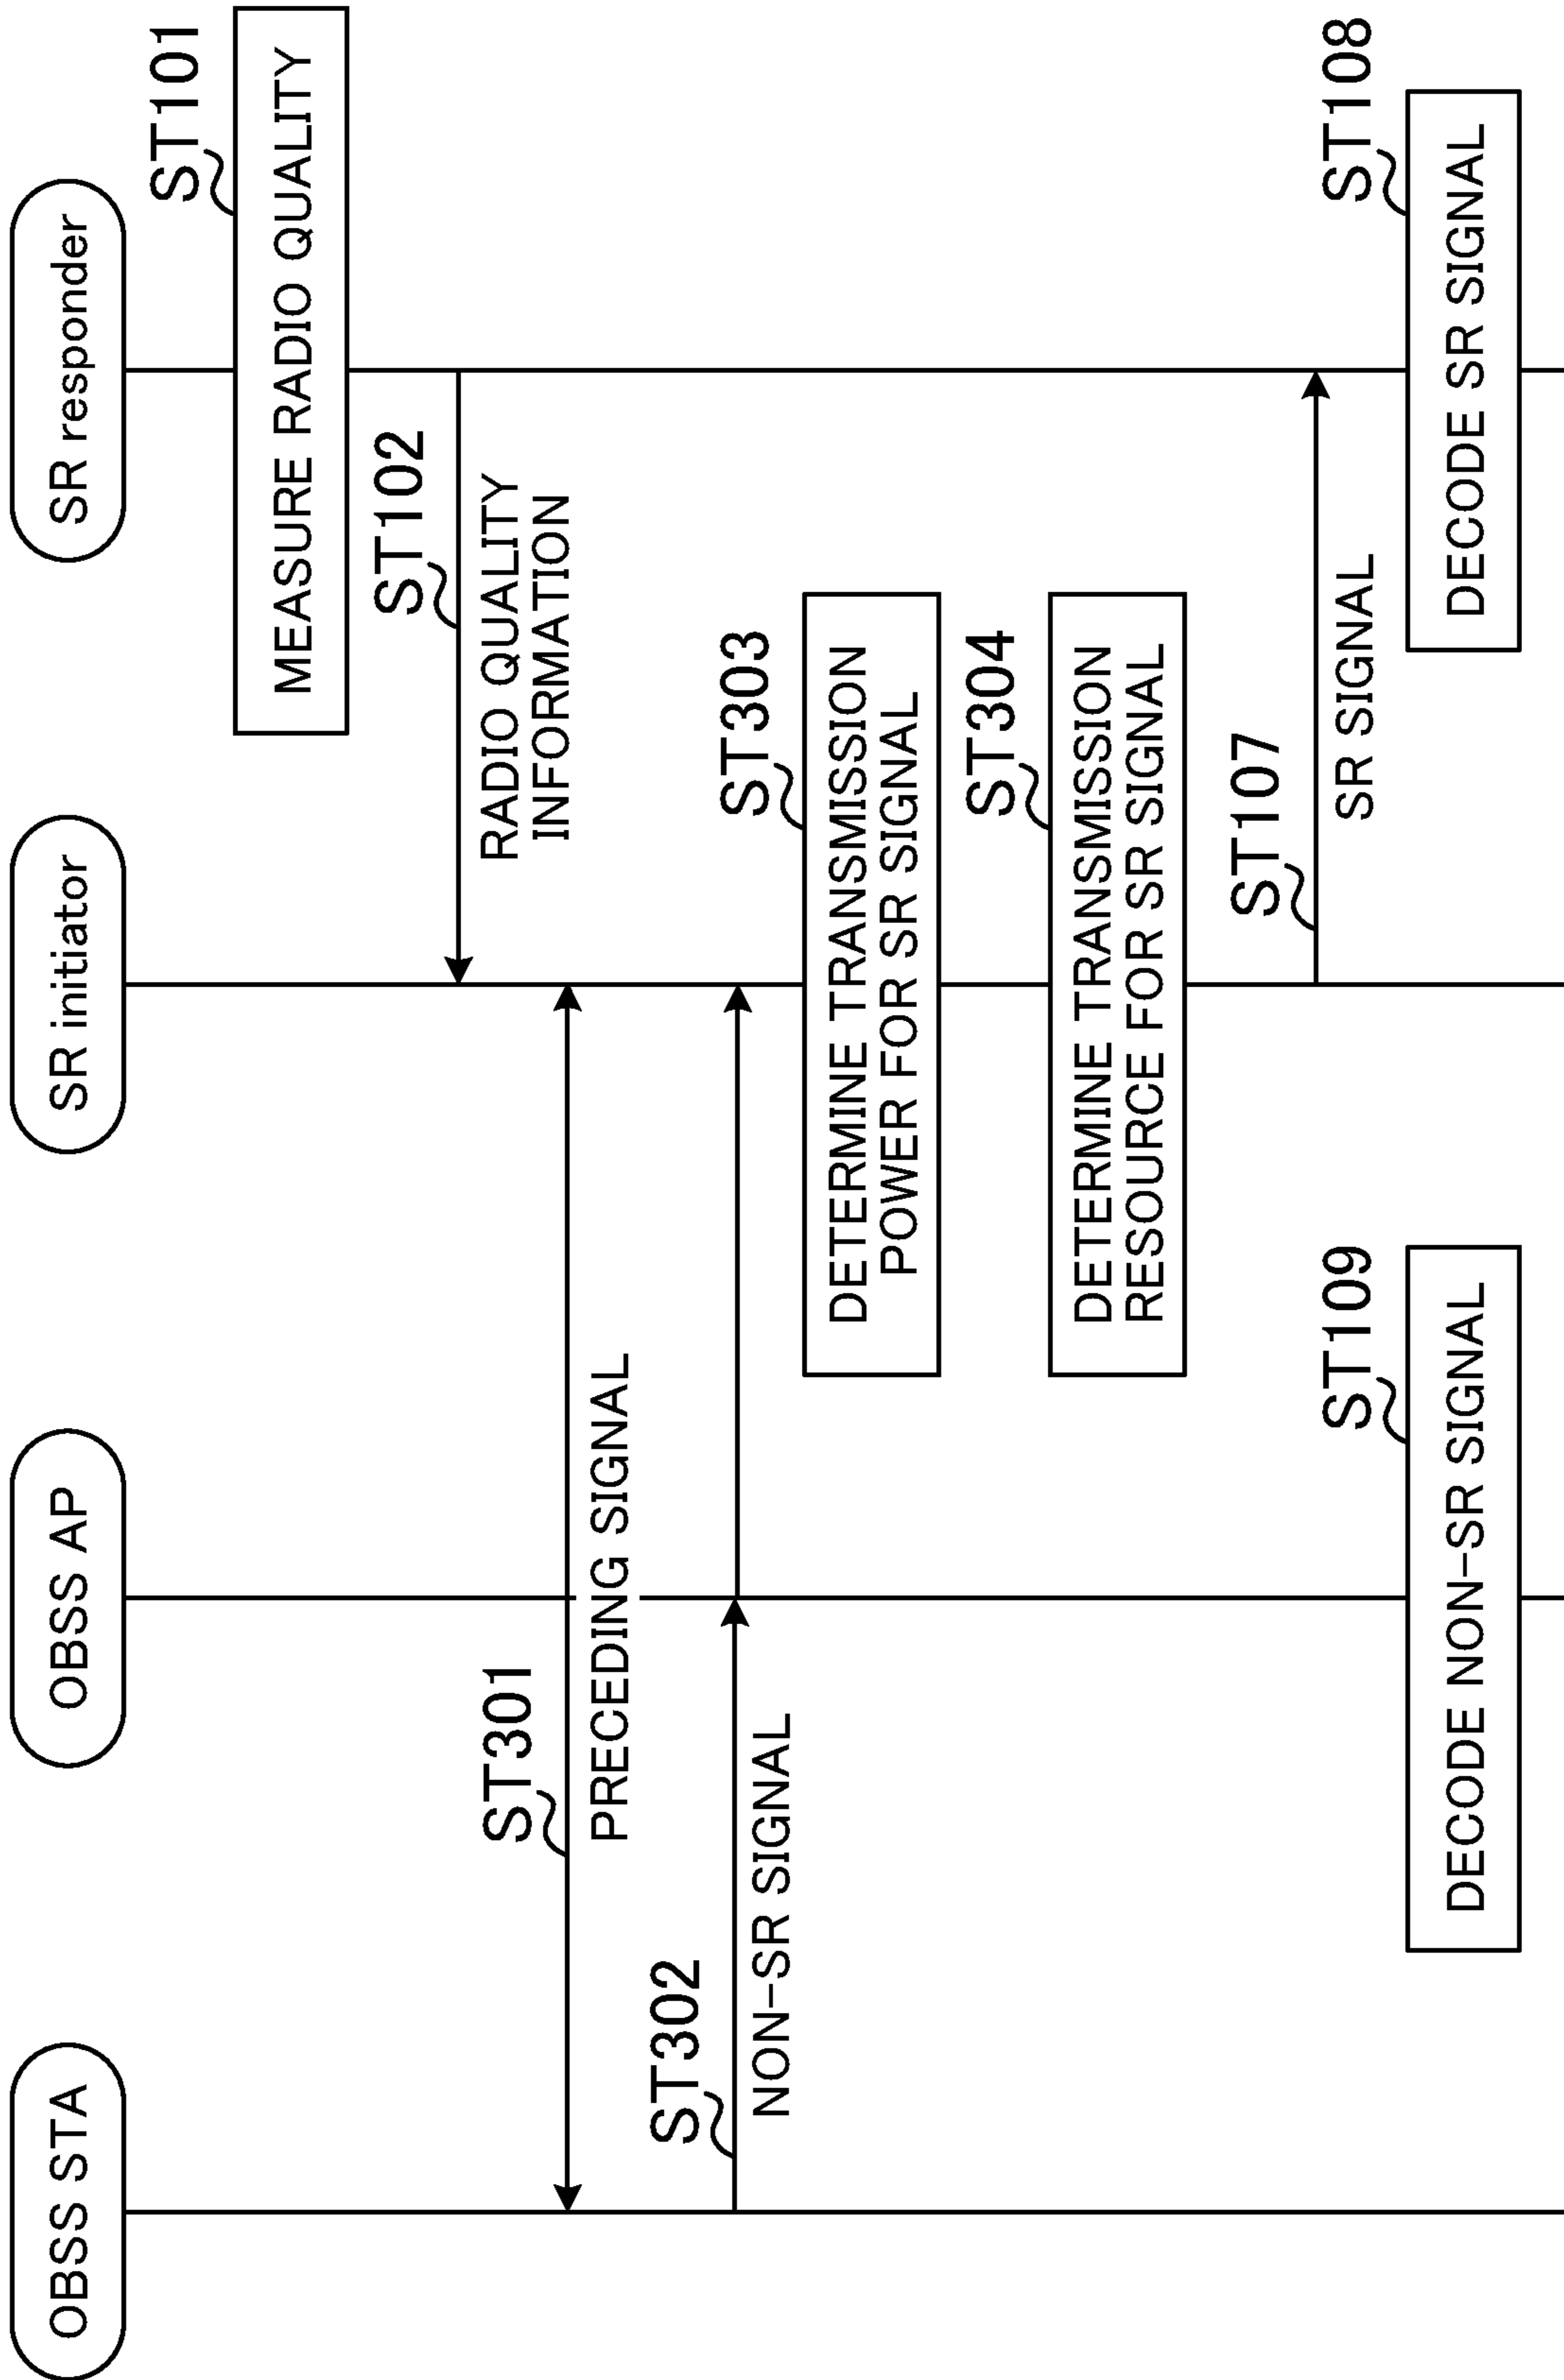 OBSS STA
OBSS AP
SR initiator
SR responder
ST101
MEASURE RADIO QUALITY
ST102
RADIO QUALITY
INFORMATION
ST301
PRECEDING SIGNAL
ST302
NON-SR SIGNAL
ST303
DETERMINE TRANSMISSION
POWER FOR SR SIGNAL
ST304
DETERMINE TRANSMISSION
RESOURCE FOR SR SIGNAL
ST107
SR SIGNAL
ST109
DECODE NON-SR SIGNAL
ST108
DECODE SR SIGNAL